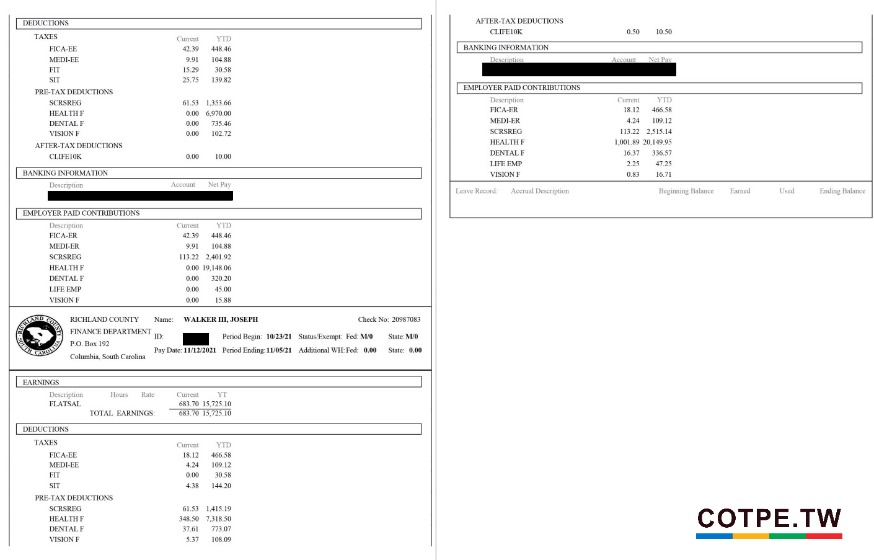 DEDUCTIONS
TAXES Current YTD
FICA-EE 42.39 448.46
MEDI-EE 9.91 104.88
FIT 15.29 30.58
SIT 25.75 139.82
PRE-TAX DEDUCTIONS
SCRSREG 61.53 1,353.66
HEALTH F 0.00 6,970.00
DENTAL F 0.00 735.46
VISION F 0.00 102.72
AFTER-TAX DEDUCTIONS
CLIFE10K 0.00 10.00
BANKING INFORMATION
Description Account Net Pay
EMPLOYER PAID CONTRIBUTIONS
Description Current YTD
FICA-ER 42.39 448.46
MEDI-ER 9.91 104.88
SCRSREG 113.22 2,401.92
HEALTH F 0.00 19,148.06
DENTAL F 0.00 320.20
LIFE EMP 0.00 45.00
VISION F 0.00 15.88
RICHLAND COUNTY SOUTH CAROLINA
RICHLAND COUNTY Name: WALKER III, JOSEPH Check No: 20987083
FINANCE DEPARTMENT ID: Period Begin: 10/23/21 Status/Exempt: Fed: M/0 State: M/0
P.O. Box 192
Pay Date: 11/12/2021 Period Ending: 11/05/21 Additional WH: Fed: 0.00 State: 0.00
Columbia, South Carolina
EARNINGS
Description Hours Rate Current YT
FLATSAL 683.70 15,725.10
TOTAL EARNINGS: 683.70 15,725.10
DEDUCTIONS
TAXES Current YTD
FICA-EE 18.12 466.58
MEDI-EE 4.24 109.12
FIT 0.00 30.58
SIT 4.38 144.20
PRE-TAX DEDUCTIONS
SCRSREG 61.53 1,415.19
HEALTH F 348.50 7,318.50
DENTAL F 37.61 773.07
VISION F 5.37 108.09
AFTER-TAX DEDUCTIONS
CLIFE10K 0.50 10.50
BANKING INFORMATION
Description Account Net Pay
EMPLOYER PAID CONTRIBUTIONS
Description Current YTD
FICA-ER 18.12 466.58
MEDI-ER 4.24 109.12
SCRSREG 113.22 2,515.14
HEALTH F 1,001.89 20,149.95
DENTAL F 16.37 336.57
LIFE EMP 2.25 47.25
VISION F 0.83 16.71
Leave Record: Accrual Description Beginning Balance Earned Used Ending Balance
COTPE.TW